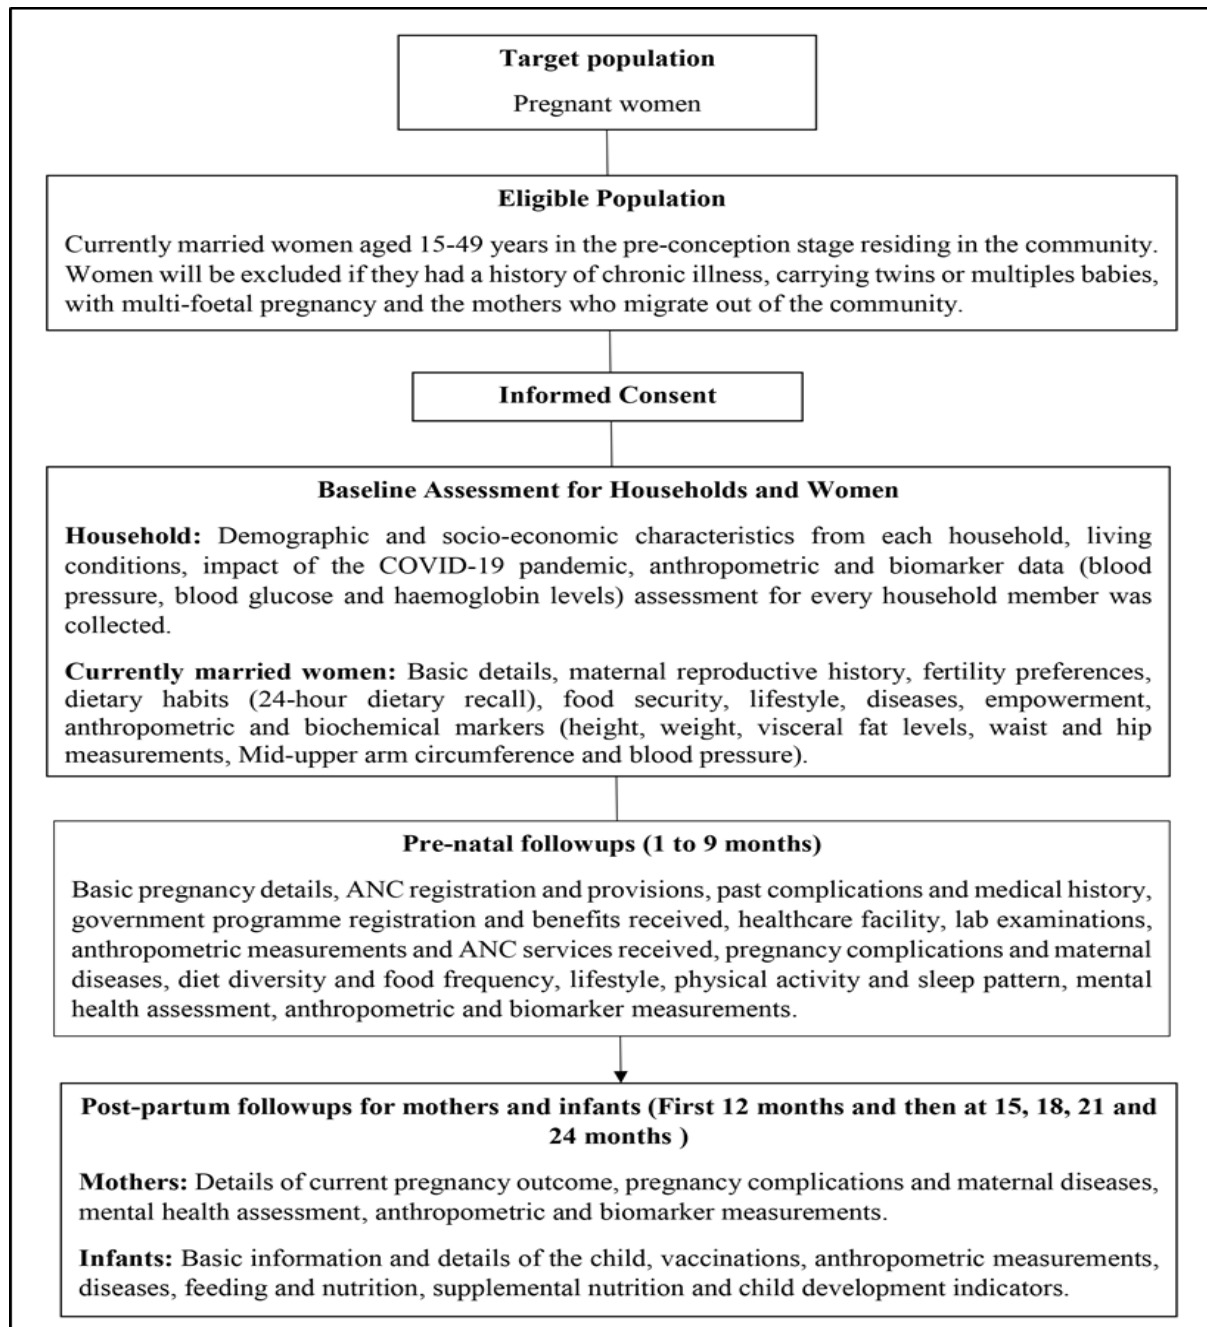 Target population
Pregnant women
Eligible Population
Currently married women aged 15-49 years in the pre-conception stage residing in the community.
Women will be excluded if they had a history of chronic illness, carrying twins or multiples babies,
with multi-foetal pregnancy and the mothers who migrate out of the community.
Informed Consent
Baseline Assessment for Households and Women
Household: Demographic and socio-economic characteristics from each household, living
conditions, impact of the COVID-19 pandemic, anthropometric and biomarker data (blood
pressure, blood glucose and haemoglobin levels) assessment for every household member was
collected.
Currently married women: Basic details, maternal reproductive history, fertility preferences,
dietary habits (24-hour dietary recall), food security, lifestyle, diseases, empowerment,
anthropometric and biochemical markers (height, weight, visceral fat levels, waist and hip
measurements, Mid-upper arm circumference and blood pressure).
Pre-natal followups (1 to 9 months)
Basic pregnancy details, ANC registration and provisions, past complications and medical history,
government programme registration and benefits received, healthcare facility, lab examinations,
anthropometric measurements and ANC services received, pregnancy complications and maternal
diseases, diet diversity and food frequency, lifestyle, physical activity and sleep pattern, mental
health assessment, anthropometric and biomarker measurements.
Post-partum followups for mothers and infants (First 12 months and then at 15, 18, 21 and
24 months )
Mothers: Details of current pregnancy outcome, pregnancy complications and maternal diseases,
mental health assessment, anthropometric and biomarker measurements.
Infants: Basic information and details of the child, vaccinations, anthropometric measurements,
diseases, feeding and nutrition, supplemental nutrition and child development indicators.